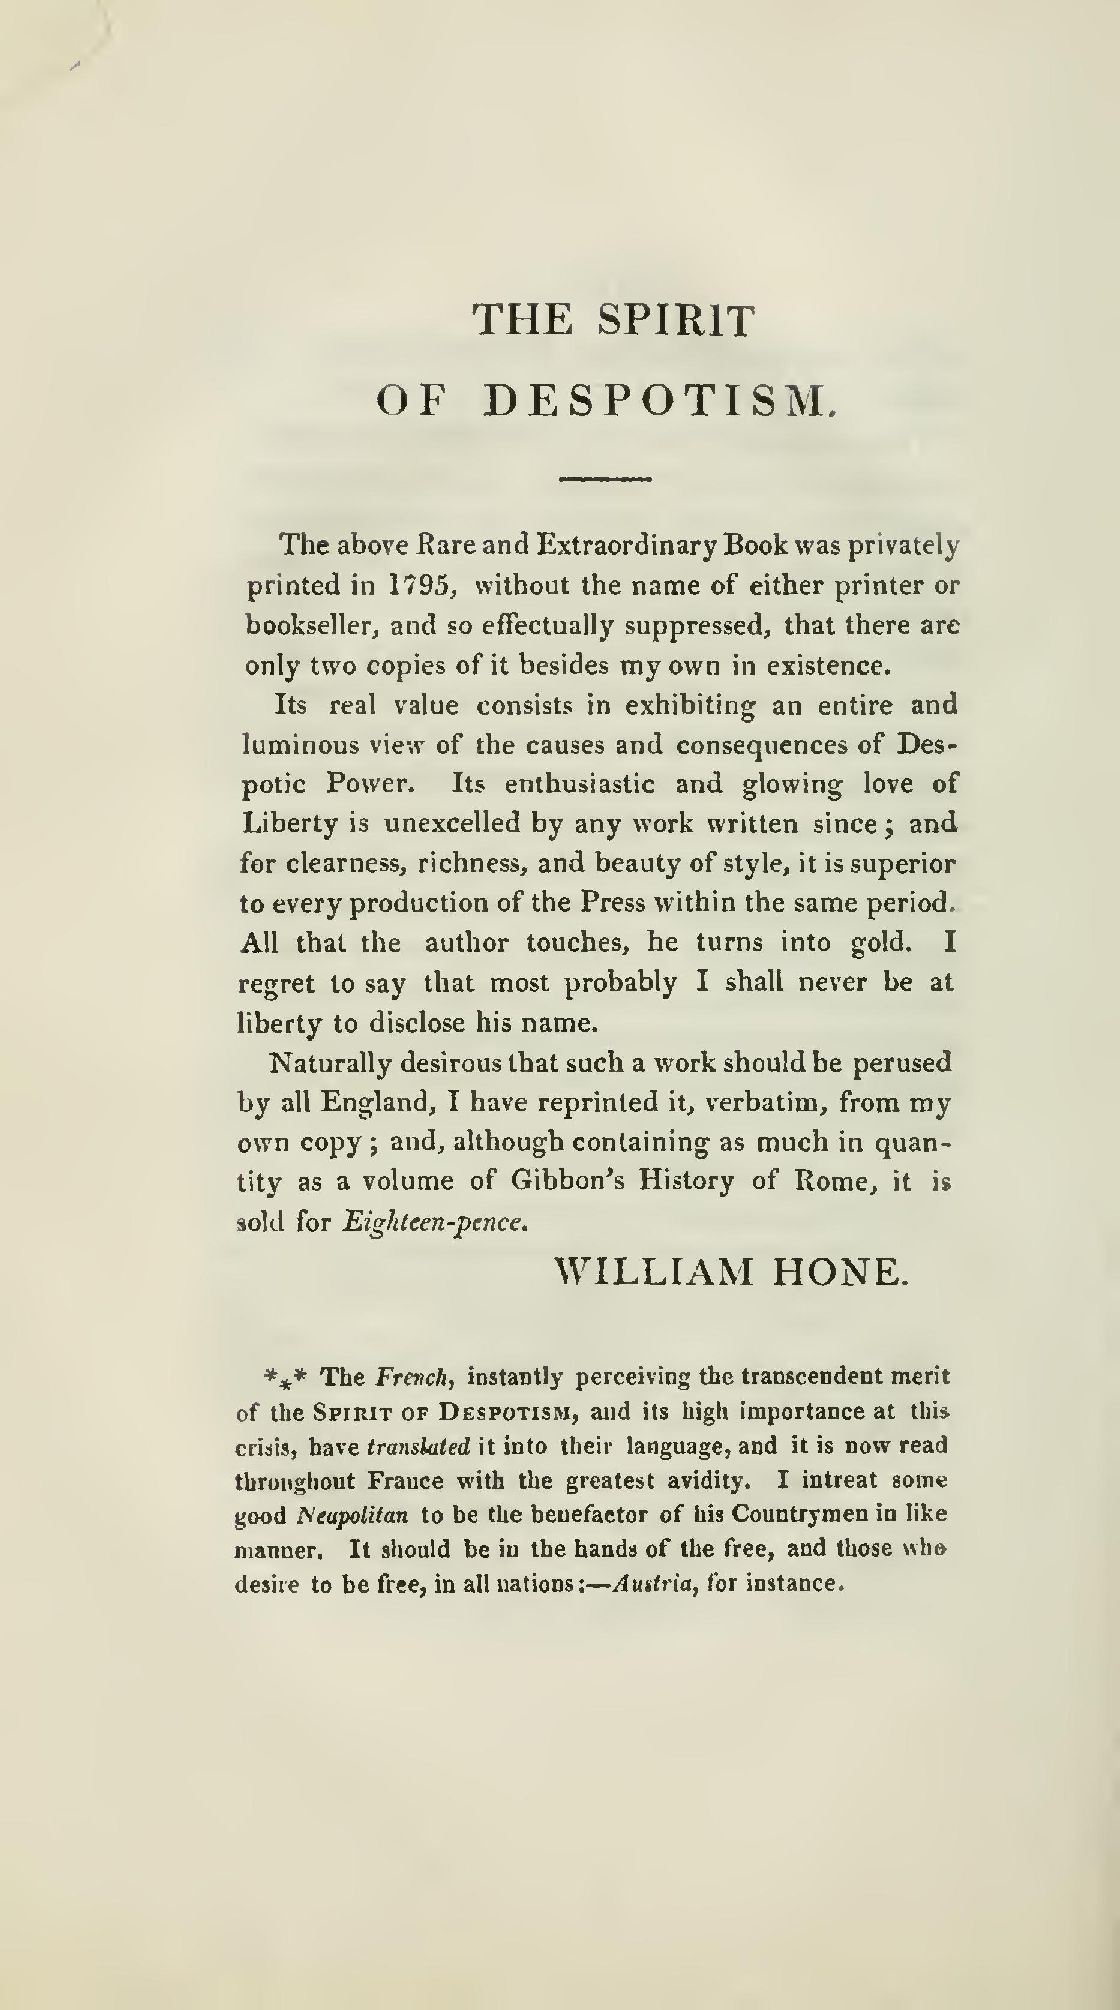 THE SPIRIT
OF DESPOTISM.
The above Rare and Extraordinary Book was privately
printed in 1795, without the name of either printer or
bookseller, and so effectually suppressed, that there are
only two copies of it besides my own in existence.
Its real value consists in exhibiting an entire and
luminous view of the causes and consequences of Des-
potic Power. Its enthusiastic and glowing love of
Liberty is unexcelled by any work written since; and
for clearness, richness, and beauty of style, it is superior
to every production of the Press within the same period.
All that the author touches, he turns into gold. I
regret to say that most probably I shall never be at
liberty to disclose his name.
Naturally desirous that such a work should be perused
by all England, I have reprinted it, verbatim, from my
own copy; and, although containing as much in quan-
tity as a volume of Gibbon's History of Rome, it is
sold for Eighteen-pence.
WILLIAM HONE.
*⁎* The French, instantly perceiving the transcendent merit
of the SPIRIT OF DESPOTISM, and its high importance at this
crisis, have translated it into their language, and it is now read
throughout France with the greatest avidity. I intreat some
good Neapolitan to be the benefactor of his Countrymen in like
manner. It should be in the hands of the free, and those who
desire to be free, in all nations:—Austria, for instance.